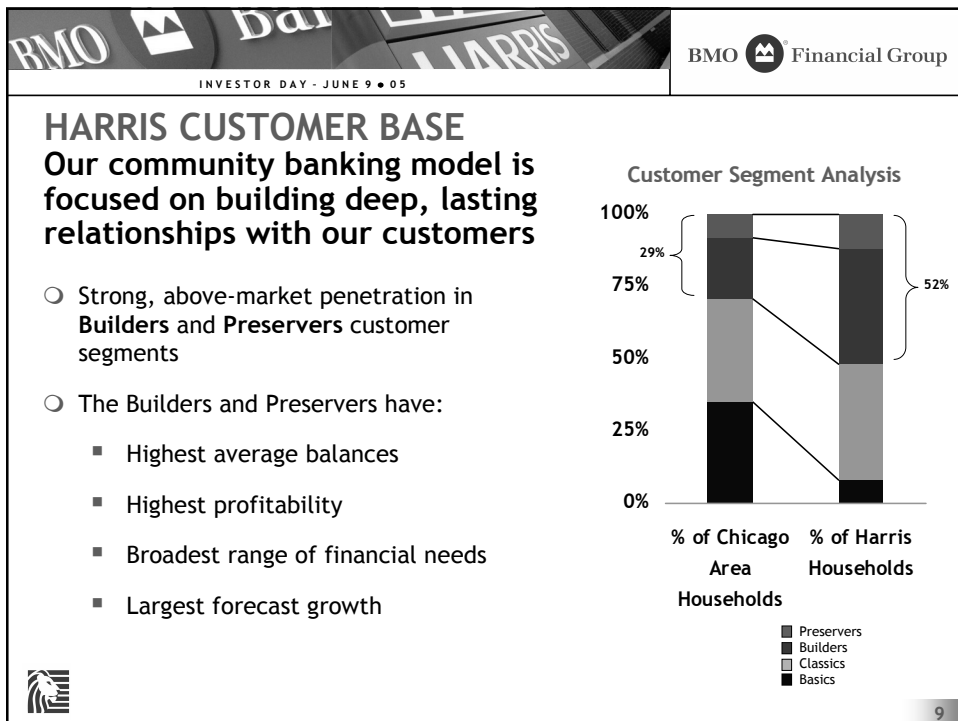 BMO
Bar
HARRIS
BMO Financial Group
INVESTOR DAY - JUNE 9 ● 05
HARRIS CUSTOMER BASE
Our community banking model is
focused on building deep, lasting
relationships with our customers
❍ Strong, above-market penetration in
Builders and Preservers customer
segments
❍ The Builders and Preservers have:
■ Highest average balances
■ Highest profitability
■ Broadest range of financial needs
■ Largest forecast growth
Customer Segment Analysis
100%
29%
75%
52%
50%
25%
0%
% of Chicago
Area
Households
% of Harris
Households
Preservers
Builders
Classics
Basics
9